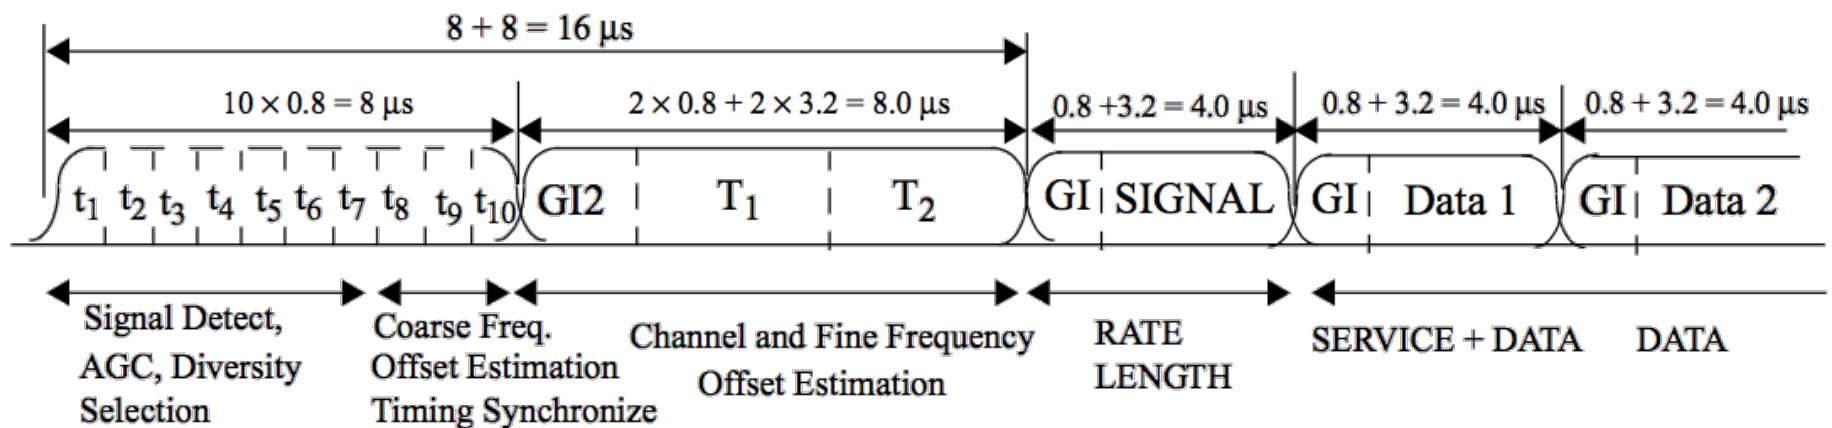 8 + 8 = 16 µs
10 × 0.8 = 8 µs
2 × 0.8 + 2 × 3.2 = 8.0 µs
0.8 +3.2 = 4.0 µs
0.8 + 3.2 = 4.0 µs
0.8 + 3.2 = 4.0 µs
t1 t2 t3 t4 t5 t6 t7 t8 t9 t10
GI2
T1
T2
GI
SIGNAL
GI
Data 1
GI
Data 2
Signal Detect,
AGC, Diversity
Selection
Coarse Freq.
Offset Estimation
Timing Synchronize
Channel and Fine Frequency
Offset Estimation
RATE
LENGTH
SERVICE + DATA
DATA